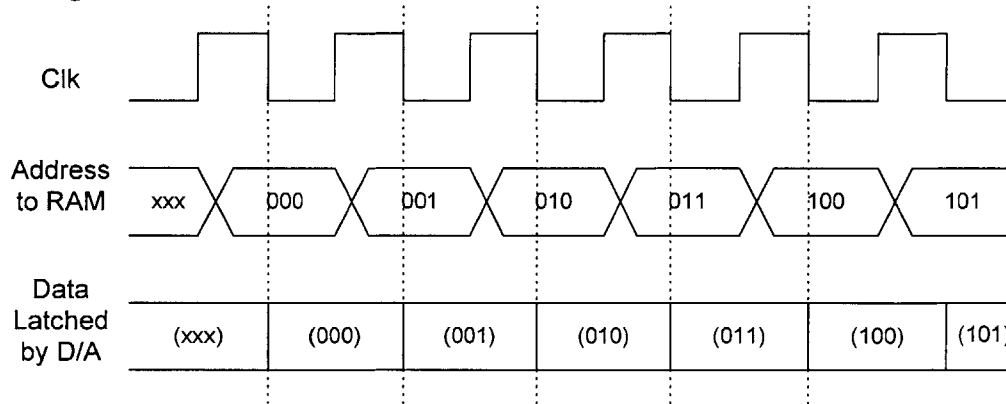 Clk
Address
to RAM
xxx 000 001 010 011 100 101
Data
Latched
by D/A
(xxx) (000) (001) (010) (011) (100) (101)